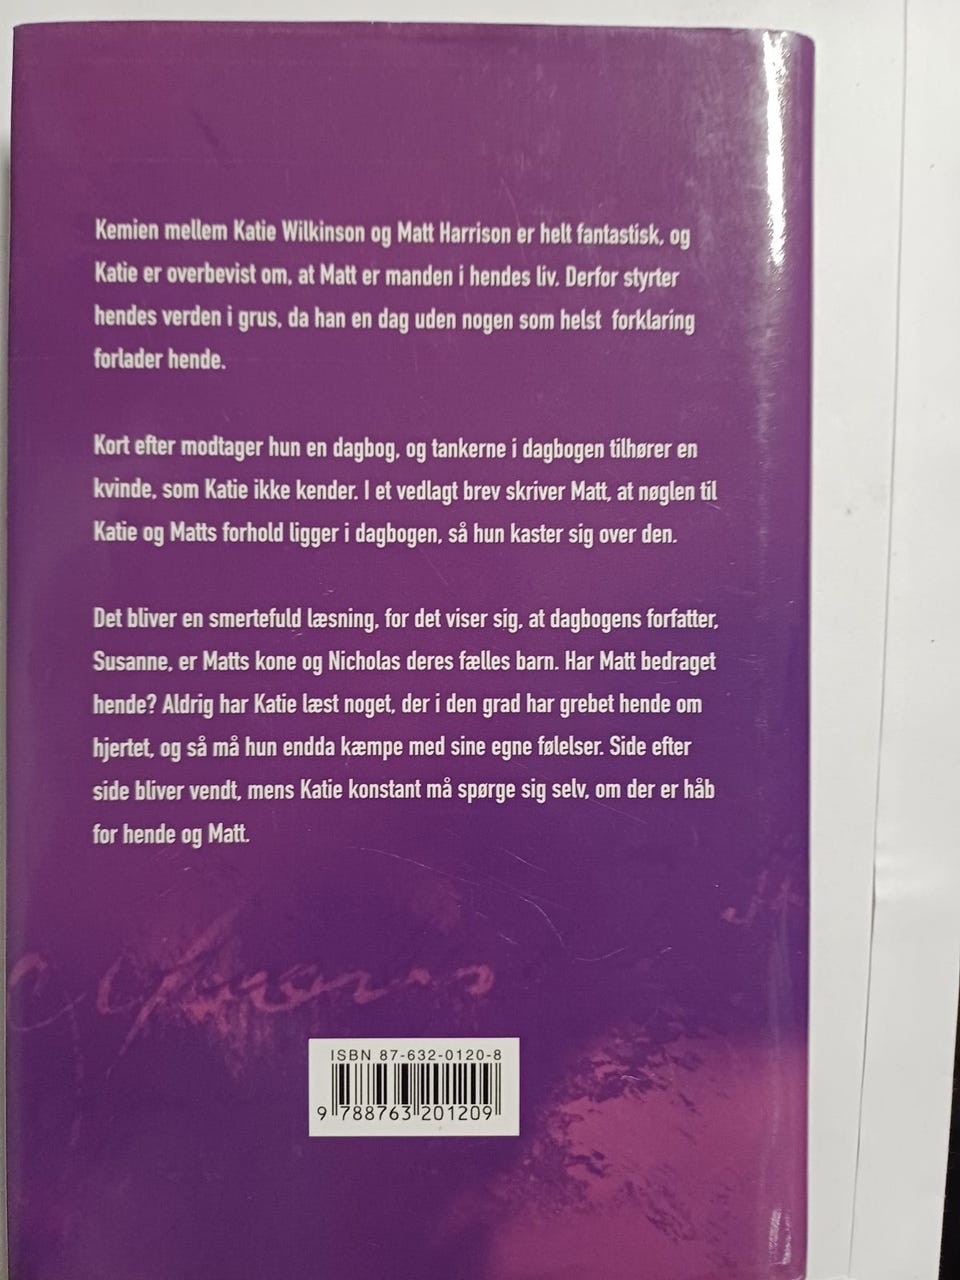 Kemien mellem Katie Wilkinson og Matt Harrison er helt fantastisk, og
Katie er overbevist om, at Matt er manden i hendes liv. Derfor styrter
hendes verden i grus, da han en dag uden nogen som helst forklaring
forlader hende.
Kort efter modtager hun en dagbog, og tankerne i dagbogen tilhører en
kvinde, som Katie ikke kender. I et vedlagt brev skriver Matt, at nøglen til
Katie og Matts forhold ligger i dagbogen, så hun kaster sig over den.
Det bliver en smertefuld læsning, for det viser sig, at dagbogens forfatter,
Susanne, er Matts kone og Nicholas deres fælles barn. Har Matt bedraget
hende? Aldrig har Katie læst noget, der i den grad har grebet hende om
hjertet, og så må hun endda kæmpe med sine egne følelser. Side efter
side bliver vendt, mens Katie konstant må spørge sig selv, om der er håb
for hende og Matt.
ISBN 87-632-0120-8
9 788763 201209